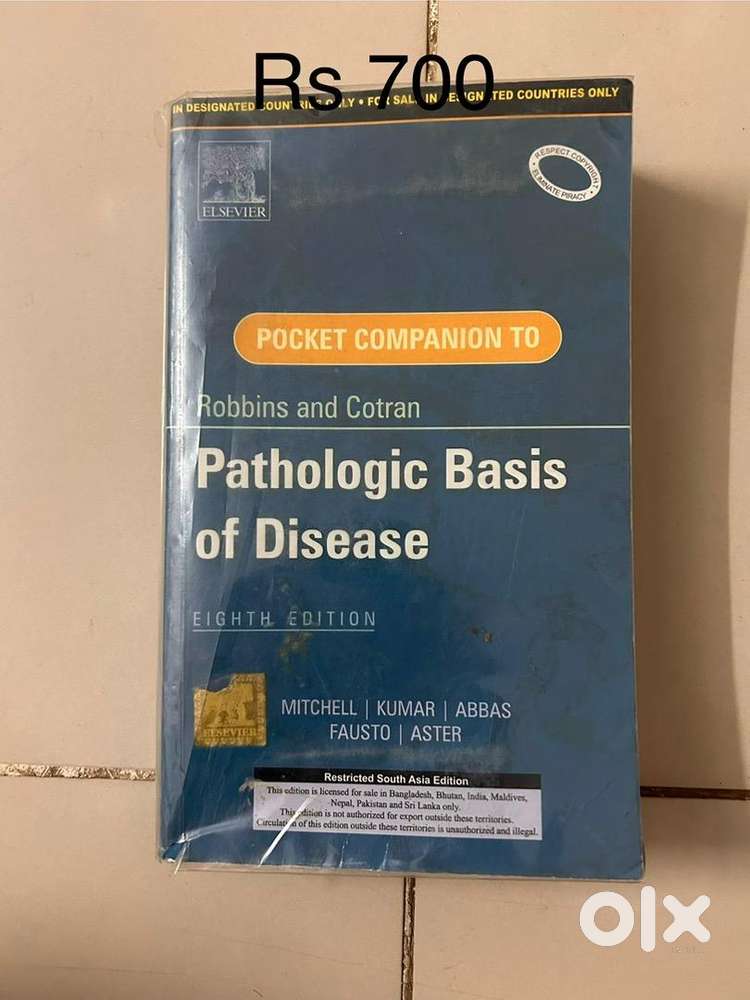 Rs 700
IN DESIGNATED COUNTRIES ONLY • FOR SALE IN DESIGNATED COUNTRIES ONLY
RESPECT COPYRIGHT
ELIMINATE PIRACY
ELSEVIER
POCKET COMPANION TO
Robbins and Cotran
Pathologic Basis
of Disease
EIGHTH EDITION
MITCHELL | KUMAR | ABBAS
FAUSTO | ASTER
ELSEVIER
Restricted South Asia Edition
This edition is licensed for sale in Bangladesh, Bhutan, India, Maldives,
Nepal, Pakistan and Sri Lanka only.
This edition is not authorized for export outside these territories.
Circulation of this edition outside these territories is unauthorized and illegal.
olx